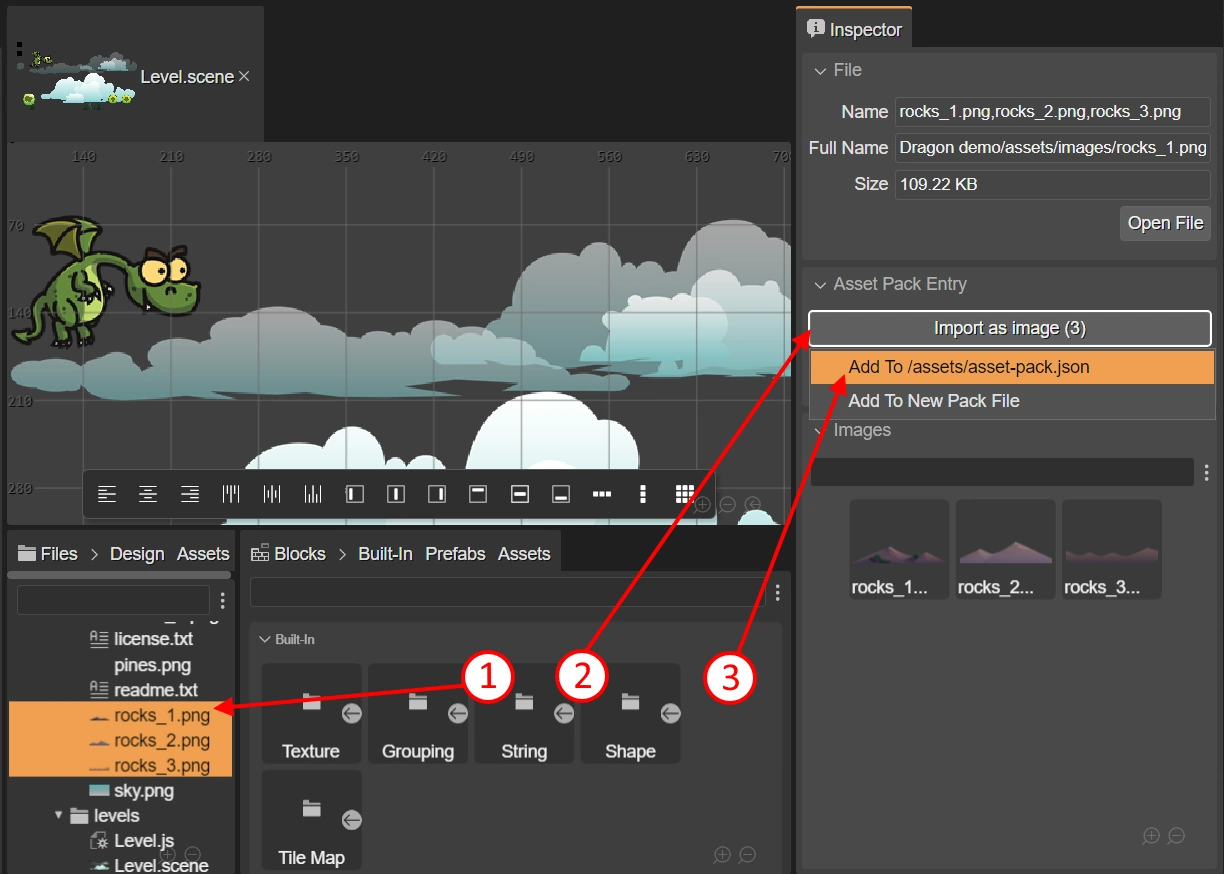 Level.scene
140 210 280 350 420 490 560 630 70
70
140
210
280
Inspector
File
Name rocks_1.png,rocks_2.png,rocks_3.png
Full Name Dragon demo/assets/images/rocks_1.png
Size 109.22 KB
Open File
Asset Pack Entry
Import as image (3)
Add To /assets/asset-pack.json
Add To New Pack File
Images
rocks_1... rocks_2... rocks_3...
Files Design Assets
license.txt
pines.png
readme.txt
rocks_1.png
rocks_2.png
rocks_3.png
sky.png
levels
Level.js
Level.scene
Blocks Built-In Prefabs Assets
Built-In
Texture Grouping String Shape
Tile Map
1 2 3